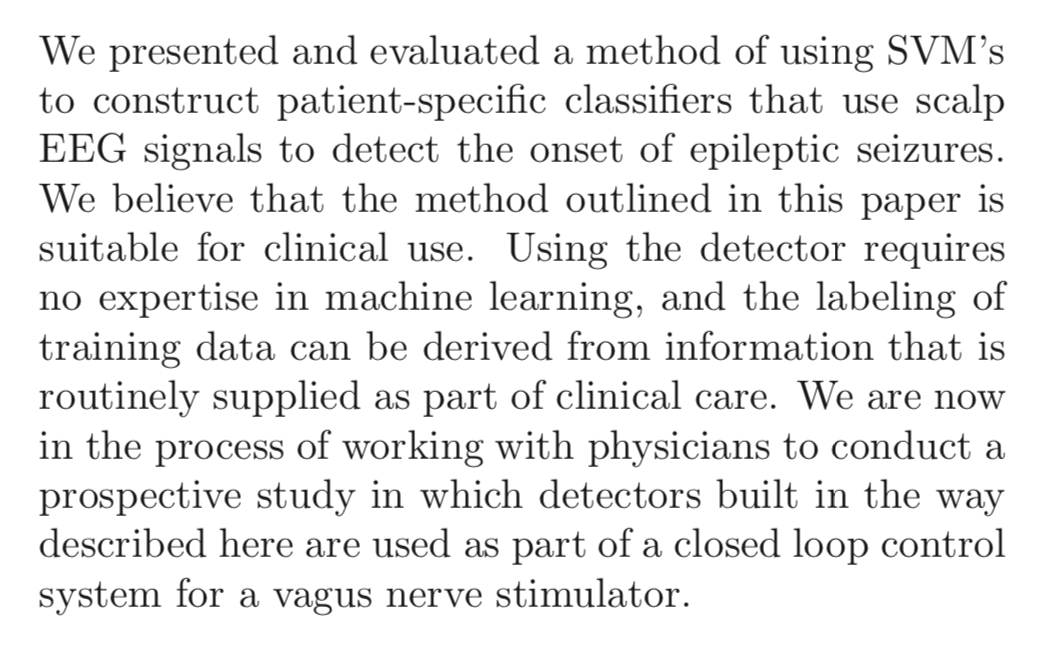 We presented and evaluated a method of using SVM's
to construct patient-specific classifiers that use scalp
EEG signals to detect the onset of epileptic seizures.
We believe that the method outlined in this paper is
suitable for clinical use. Using the detector requires
no expertise in machine learning, and the labeling of
training data can be derived from information that is
routinely supplied as part of clinical care. We are now
in the process of working with physicians to conduct a
prospective study in which detectors built in the way
described here are used as part of a closed loop control
system for a vagus nerve stimulator.